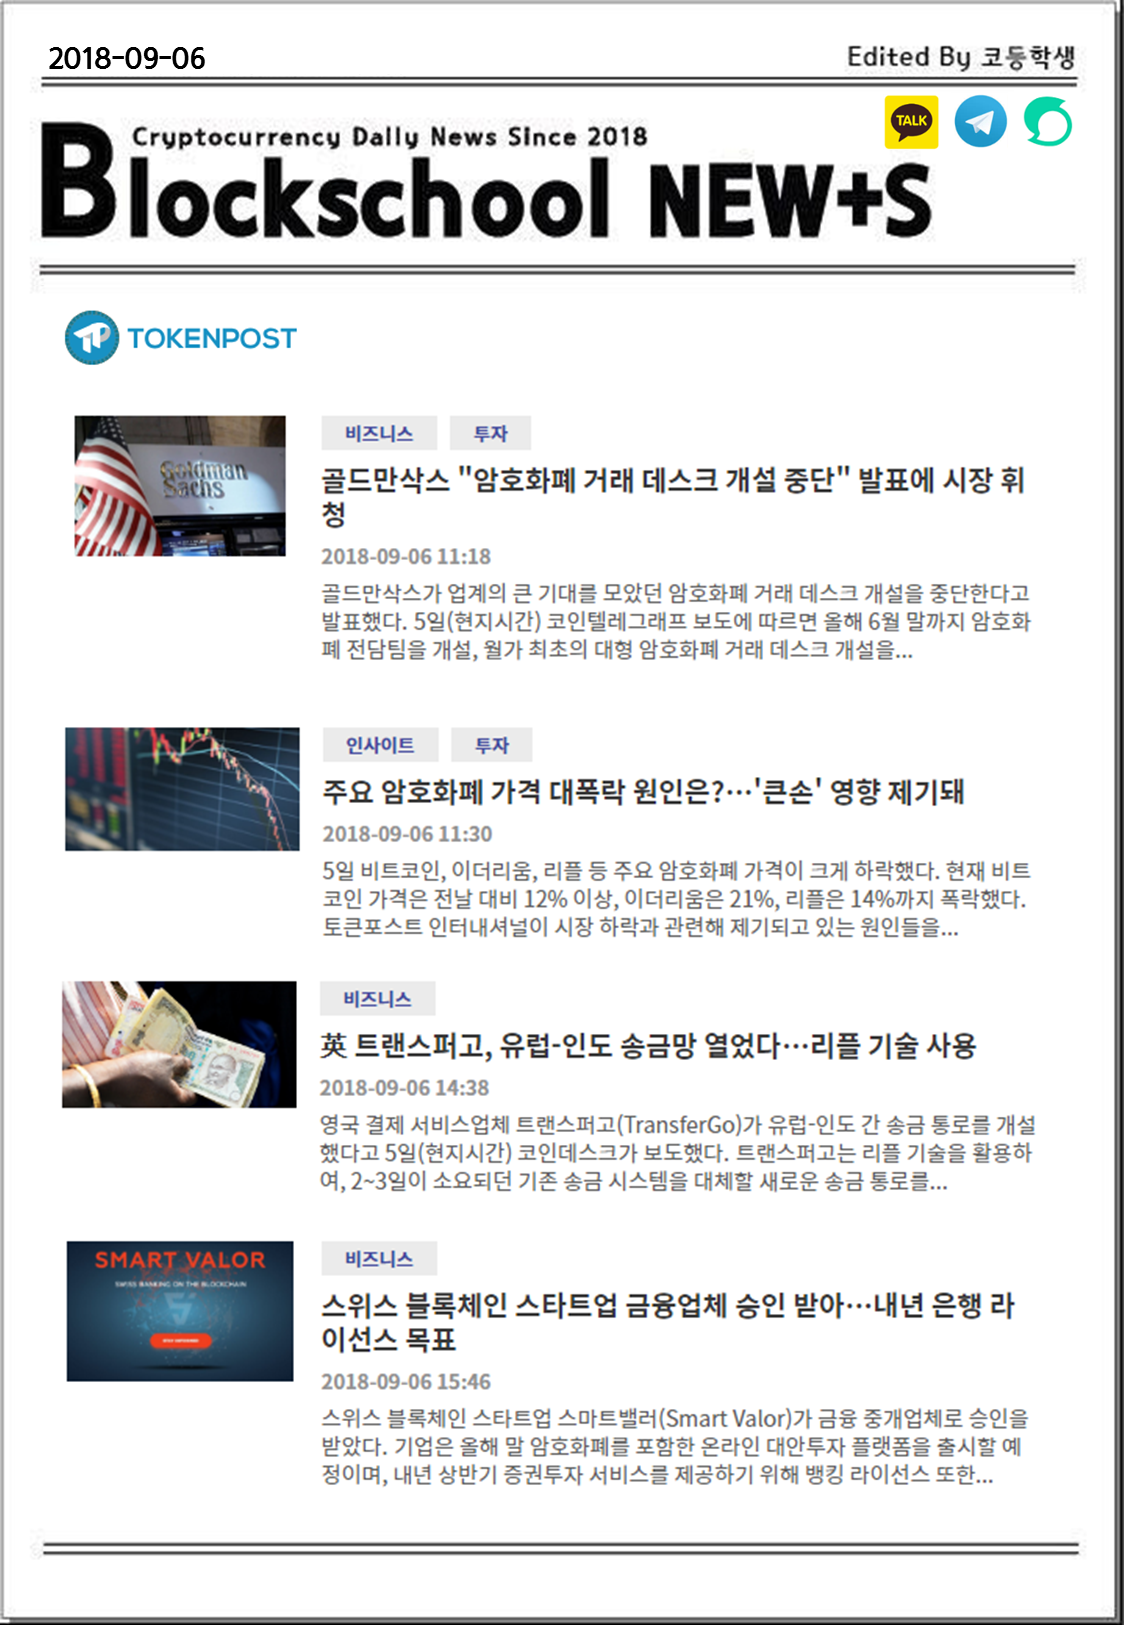 2018-09-06
Edited By 코등학생
TALK
Cryptocurrency Daily News Since 2018
Blockschool NEW+S
TOKENPOST
Goldman
Sachs
비즈니스 투자
골드만삭스 "암호화폐 거래 데스크 개설 중단" 발표에 시장 휘
청
2018-09-06 11:18
골드만삭스가 업계의 큰 기대를 모았던 암호화폐 거래 데스크 개설을 중단한다고
발표했다. 5일(현지시간) 코인텔레그래프 보도에 따르면 올해 6월 말까지 암호화
폐 전담팀을 개설, 월가 최초의 대형 암호화폐 거래 데스크 개설을...
인사이트 투자
주요 암호화폐 가격 대폭락 원인은?…'큰손' 영향 제기돼
2018-09-06 11:30
5일 비트코인, 이더리움, 리플 등 주요 암호화폐 가격이 크게 하락했다. 현재 비트
코인 가격은 전날 대비 12% 이상, 이더리움은 21%, 리플은 14%까지 폭락했다.
토큰포스트 인터내셔널이 시장 하락과 관련해 제기되고 있는 원인들을...
비즈니스
英 트랜스퍼고, 유럽-인도 송금망 열었다…리플 기술 사용
2018-09-06 14:38
영국 결제 서비스업체 트랜스퍼고(TransferGo)가 유럽-인도 간 송금 통로를 개설
했다고 5일(현지시간) 코인데스크가 보도했다. 트랜스퍼고는 리플 기술을 활용하
여, 2~3일이 소요되던 기존 송금 시스템을 대체할 새로운 송금 통로를...
SMART VALOR
SWISS BANKING ON THE BLOCKCHAIN
비즈니스
스위스 블록체인 스타트업 금융업체 승인 받아…내년 은행 라
이선스 목표
2018-09-06 15:46
스위스 블록체인 스타트업 스마트밸러(Smart Valor)가 금융 중개업체로 승인을
받았다. 기업은 올해 말 암호화폐를 포함한 온라인 대안투자 플랫폼을 출시할 예
정이며, 내년 상반기 증권투자 서비스를 제공하기 위해 뱅킹 라이선스 또한...